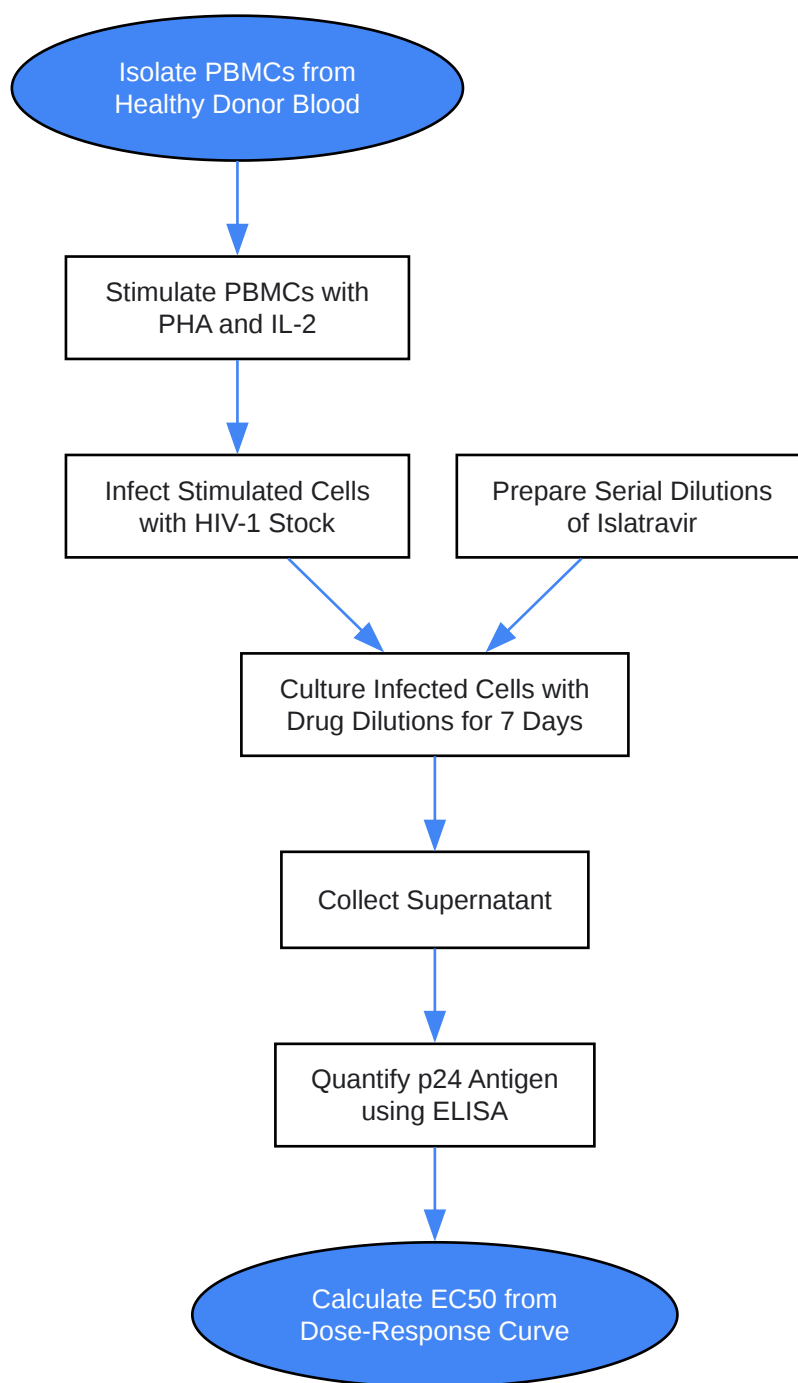 Isolate PBMCs from
Healthy Donor Blood
Stimulate PBMCs with
PHA and IL-2
Infect Stimulated Cells
with HIV-1 Stock
Prepare Serial Dilutions
of Islatravir
Culture Infected Cells with
Drug Dilutions for 7 Days
Collect Supernatant
Quantify p24 Antigen
using ELISA
Calculate EC50 from
Dose-Response Curve